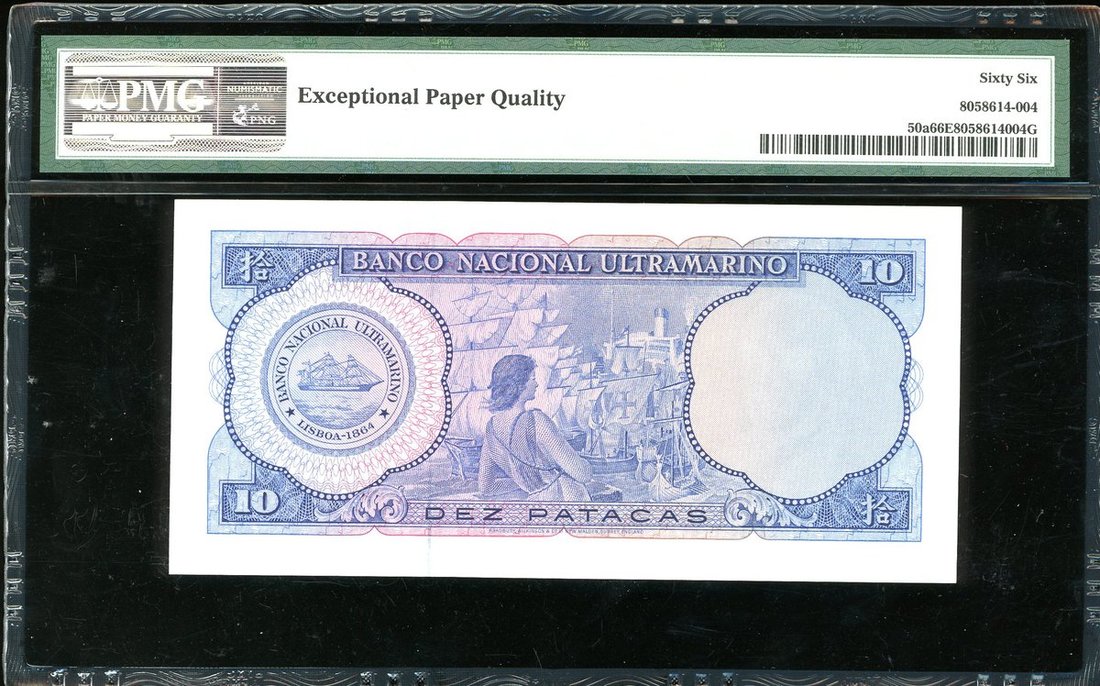 PMG
PAPER MONEY GUARANTY
NUMISMATIC
PNG
Exceptional Paper Quality
Sixty Six
8058614-004
50a66E8058614004G
拾
BANCO NACIONAL ULTRAMARINO
10
BANCO NACIONAL ULTRAMARINO
★ LISBOA-1864 ★
10
DEZ PATACAS
拾